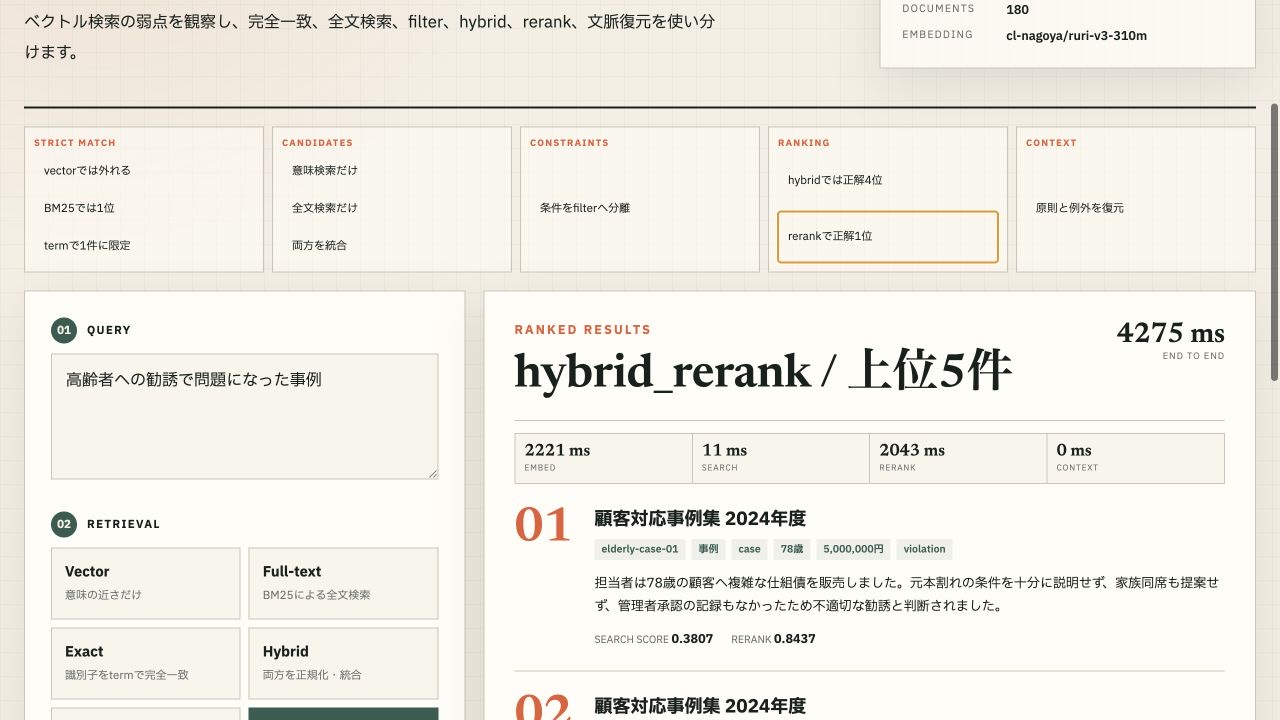 ベクトル検索の弱点を観察し、完全一致、全文検索、filter、hybrid、rerank、文脈復元を使い分
けます。
DOCUMENTS 180
EMBEDDING cl-nagoya/ruri-v3-310m
STRICT MATCH
vectorでは外れる
BM25では1位
termで1件に限定
CANDIDATES
意味検索だけ
全文検索だけ
両方を統合
CONSTRAINTS
条件をfilterへ分離
RANKING
hybridでは正解4位
rerankで正解1位
CONTEXT
原則と例外を復元
01 QUERY
高齢者への勧誘で問題になった事例
02 RETRIEVAL
Vector
意味の近さだけ
Full-text
BM25による全文検索
Exact
識別子をtermで完全一致
Hybrid
両方を正規化・統合
RANKED RESULTS
hybrid_rerank / 上位5件
4275 ms
END TO END
2221 ms
EMBED
11 ms
SEARCH
2043 ms
RERANK
0 ms
CONTEXT
01 顧客対応事例集 2024年度
elderly-case-01 事例 case 78歳 5,000,000円 violation
担当者は78歳の顧客へ複雑な仕組債を販売しました。元本割れの条件を十分に説明せず、家族同席も提案せ
ず、管理者承認の記録もなかったため不適切な勧誘と判断されました。
SEARCH SCORE 0.3807 RERANK 0.8437
02 顧客対応事例集 2024年度